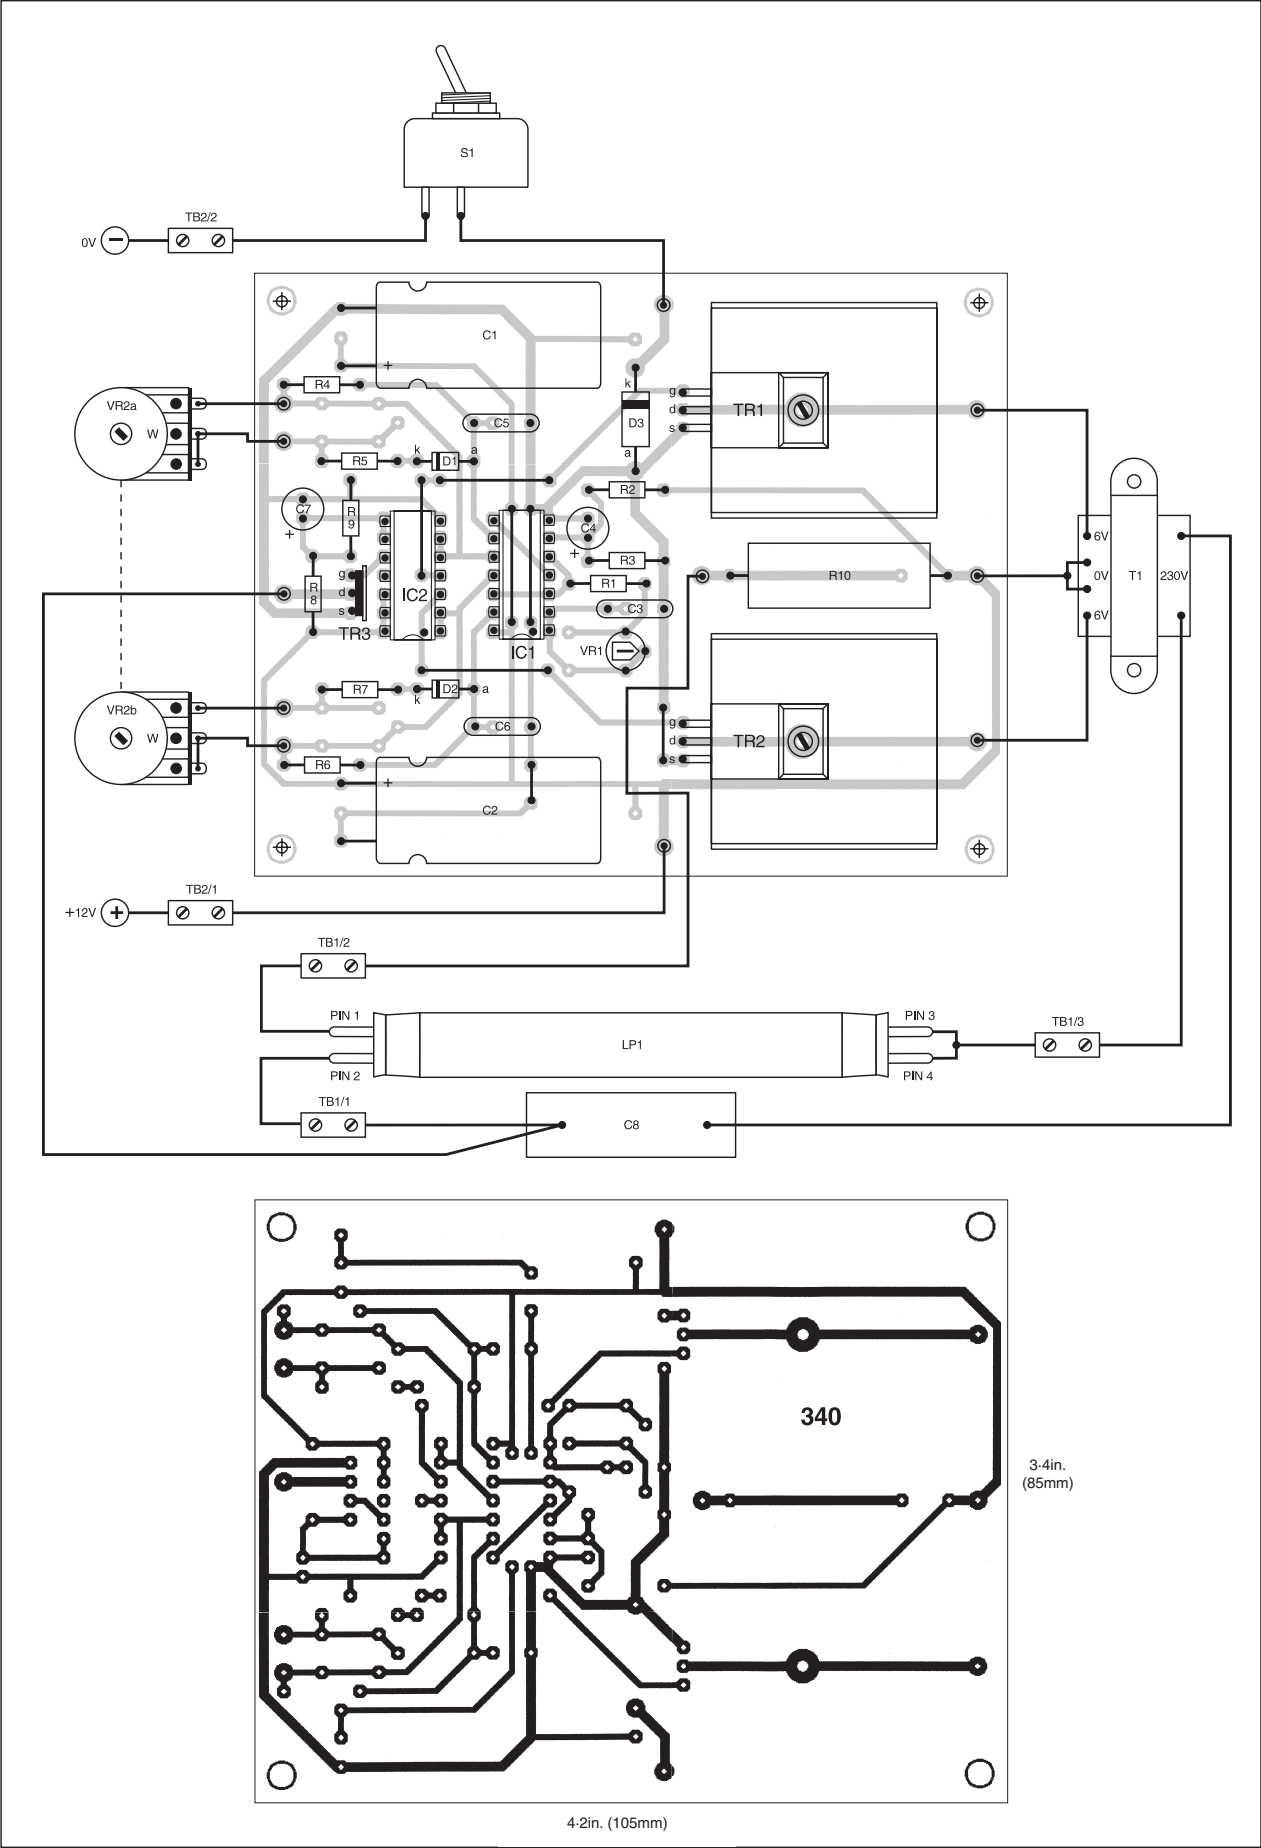 S1
TB2/2
0V −
C1
+
R4
VR2a
W
C5
k
D3
a
g
d
s
TR1
R5
k
D1
a
R2
C7
+
R9
C4
+
6V
0V
6V
T1
230V
R3
R10
R1
g
d
s
R8
IC2
C3
TR3
IC1
VR1
R7
k
D2
a
VR2b
W
C6
g
d
s
TR2
R6
+
C2
TB2/1
+12V +
TB1/2
PIN 1
PIN 3
LP1
TB1/3
PIN 2
PIN 4
TB1/1
C8
340
3·4in.
(85mm)
4·2in. (105mm)